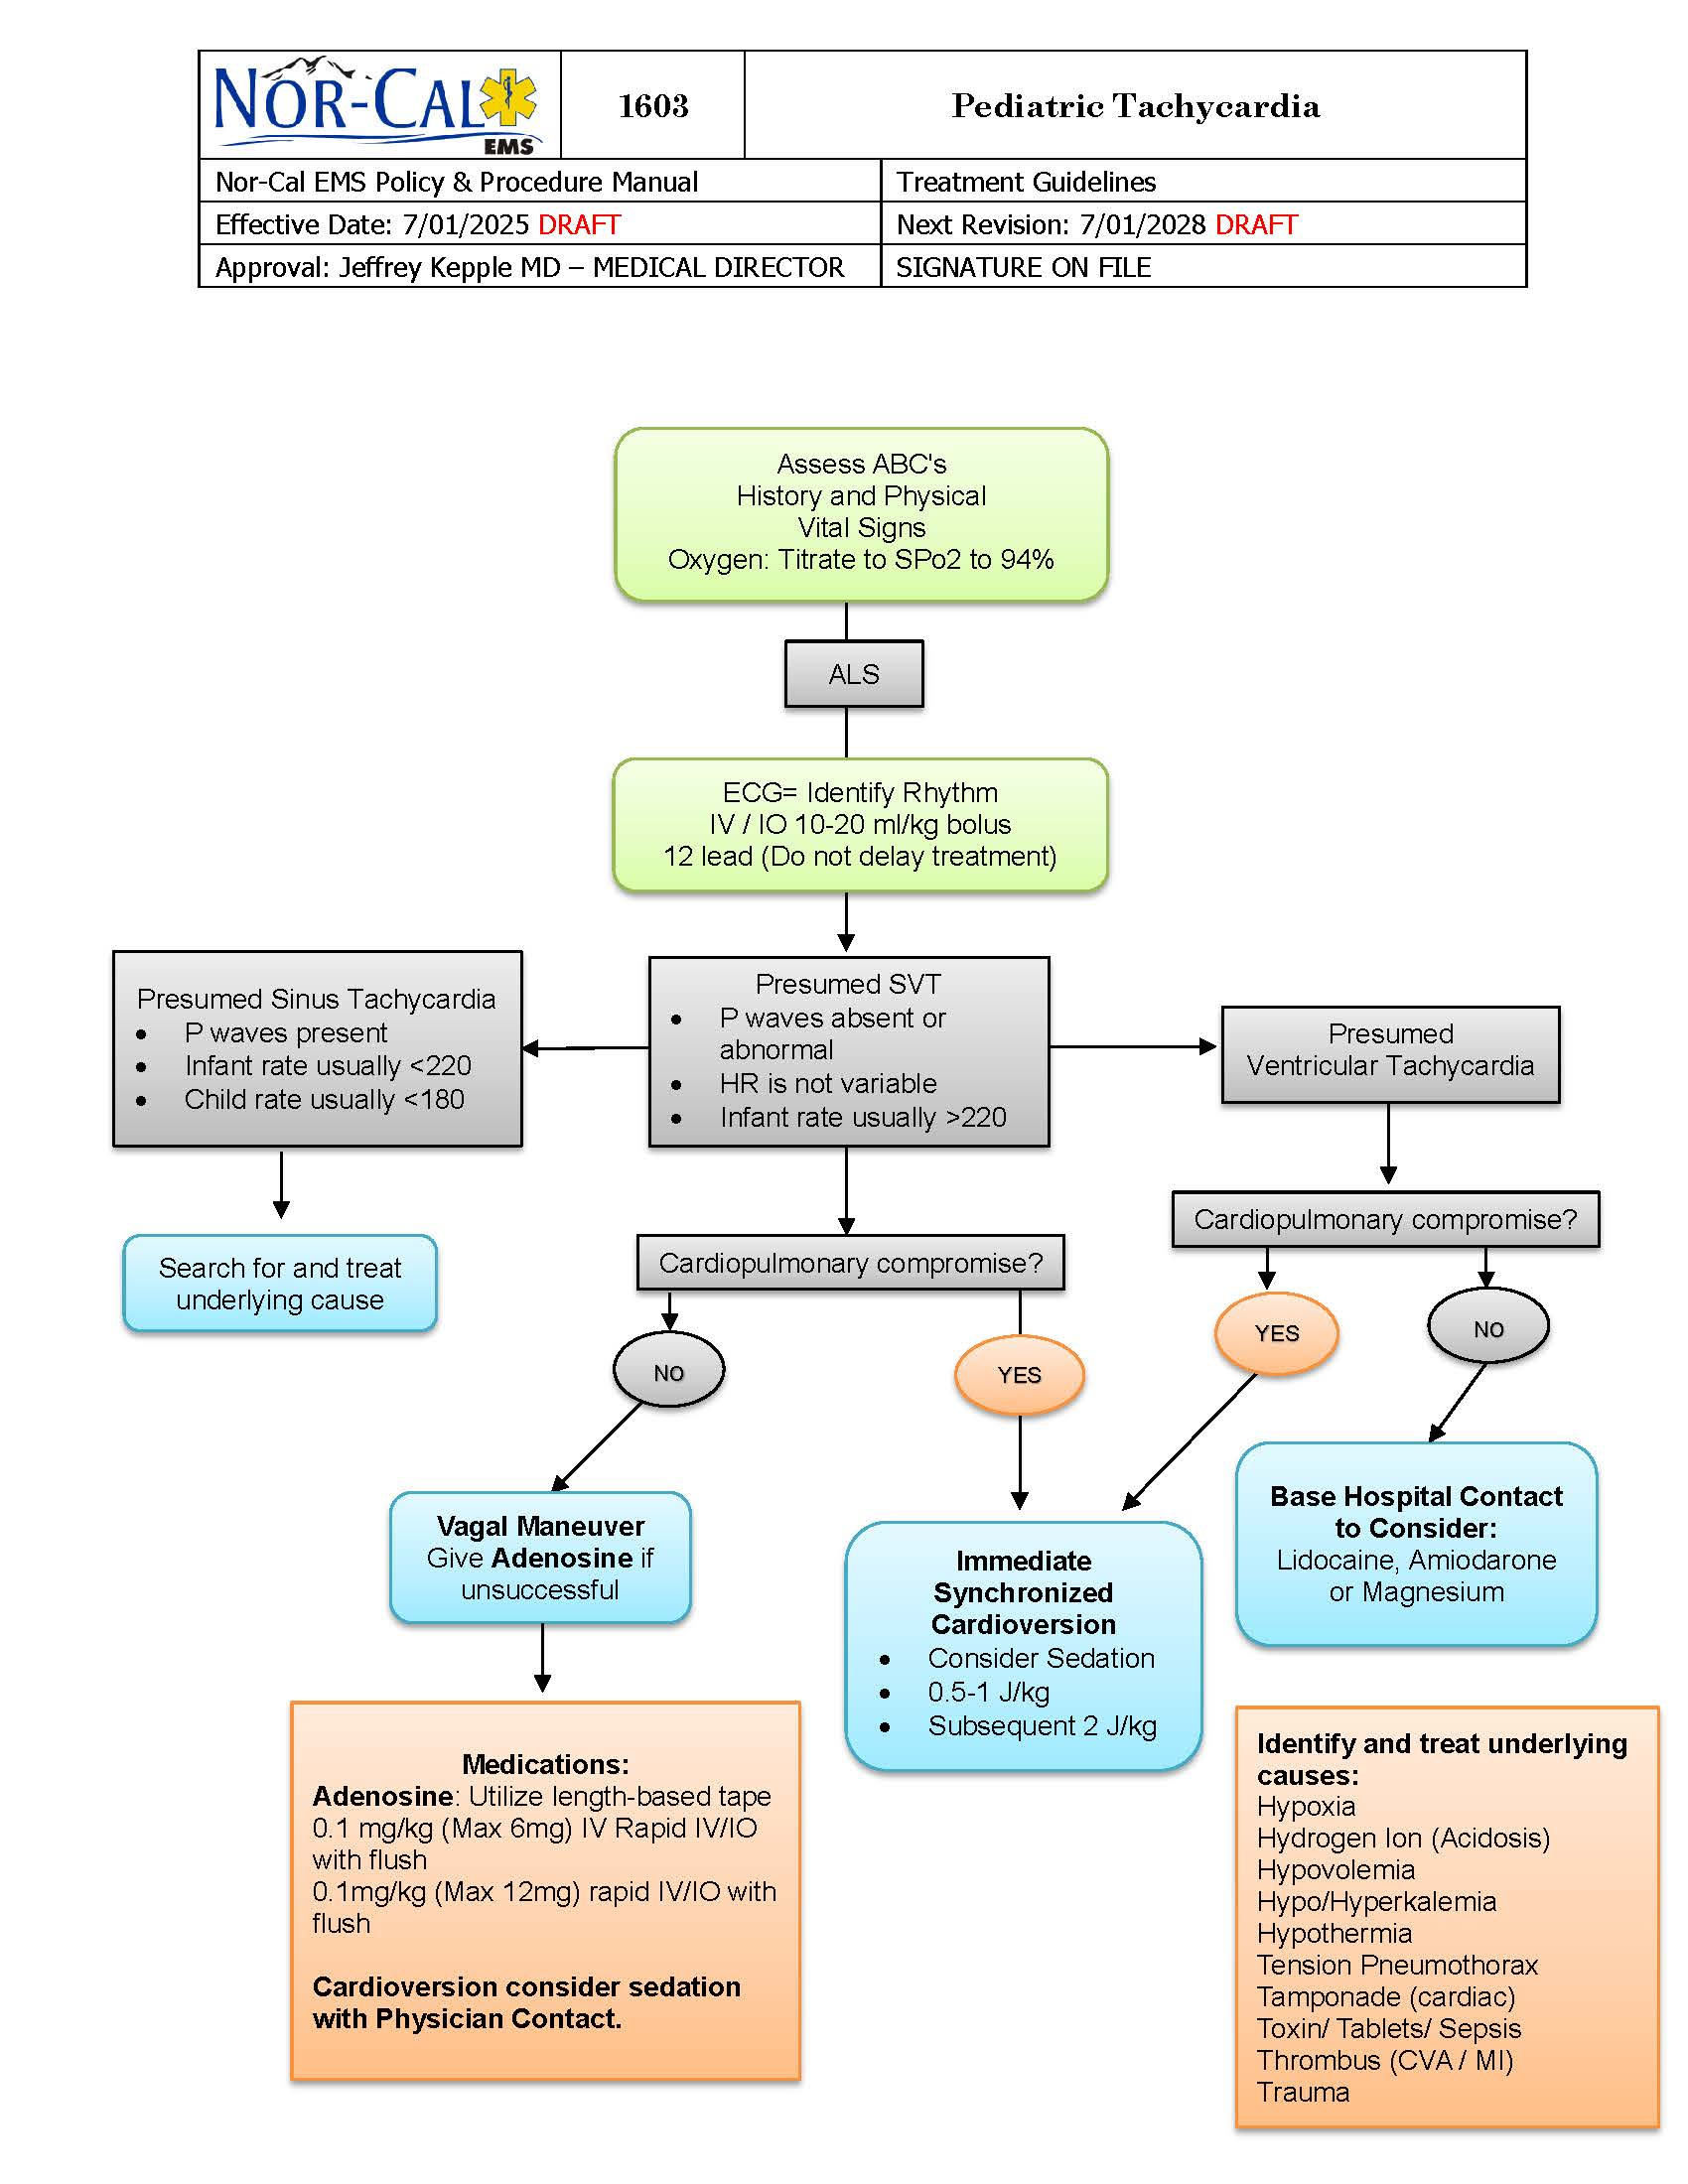 NOR-CAL
EMS
1603
Pediatric Tachycardia
Nor-Cal EMS Policy & Procedure Manual
Treatment Guidelines
Effective Date: 7/01/2025 DRAFT
Next Revision: 7/01/2028 DRAFT
Approval: Jeffrey Kepple MD – MEDICAL DIRECTOR
SIGNATURE ON FILE
Assess ABC's
History and Physical
Vital Signs
Oxygen: Titrate to SPo2 to 94%
ALS
ECG= Identify Rhythm
IV / IO 10-20 ml/kg bolus
12 lead (Do not delay treatment)
Presumed Sinus Tachycardia
• P waves present
• Infant rate usually <220
• Child rate usually <180
Presumed SVT
• P waves absent or
abnormal
• HR is not variable
• Infant rate usually >220
Presumed
Ventricular Tachycardia
Search for and treat
underlying cause
Cardiopulmonary compromise?
Cardiopulmonary compromise?
NO
YES
YES
NO
Vagal Maneuver
Give Adenosine if
unsuccessful
Immediate
Synchronized
Cardioversion
• Consider Sedation
• 0.5-1 J/kg
• Subsequent 2 J/kg
Base Hospital Contact
to Consider:
Lidocaine, Amiodarone
or Magnesium
Medications:
Adenosine: Utilize length-based tape
0.1 mg/kg (Max 6mg) IV Rapid IV/IO
with flush
0.1mg/kg (Max 12mg) rapid IV/IO with
flush
Cardioversion consider sedation
with Physician Contact.
Identify and treat underlying
causes:
Hypoxia
Hydrogen Ion (Acidosis)
Hypovolemia
Hypo/Hyperkalemia
Hypothermia
Tension Pneumothorax
Tamponade (cardiac)
Toxin/ Tablets/ Sepsis
Thrombus (CVA / MI)
Trauma